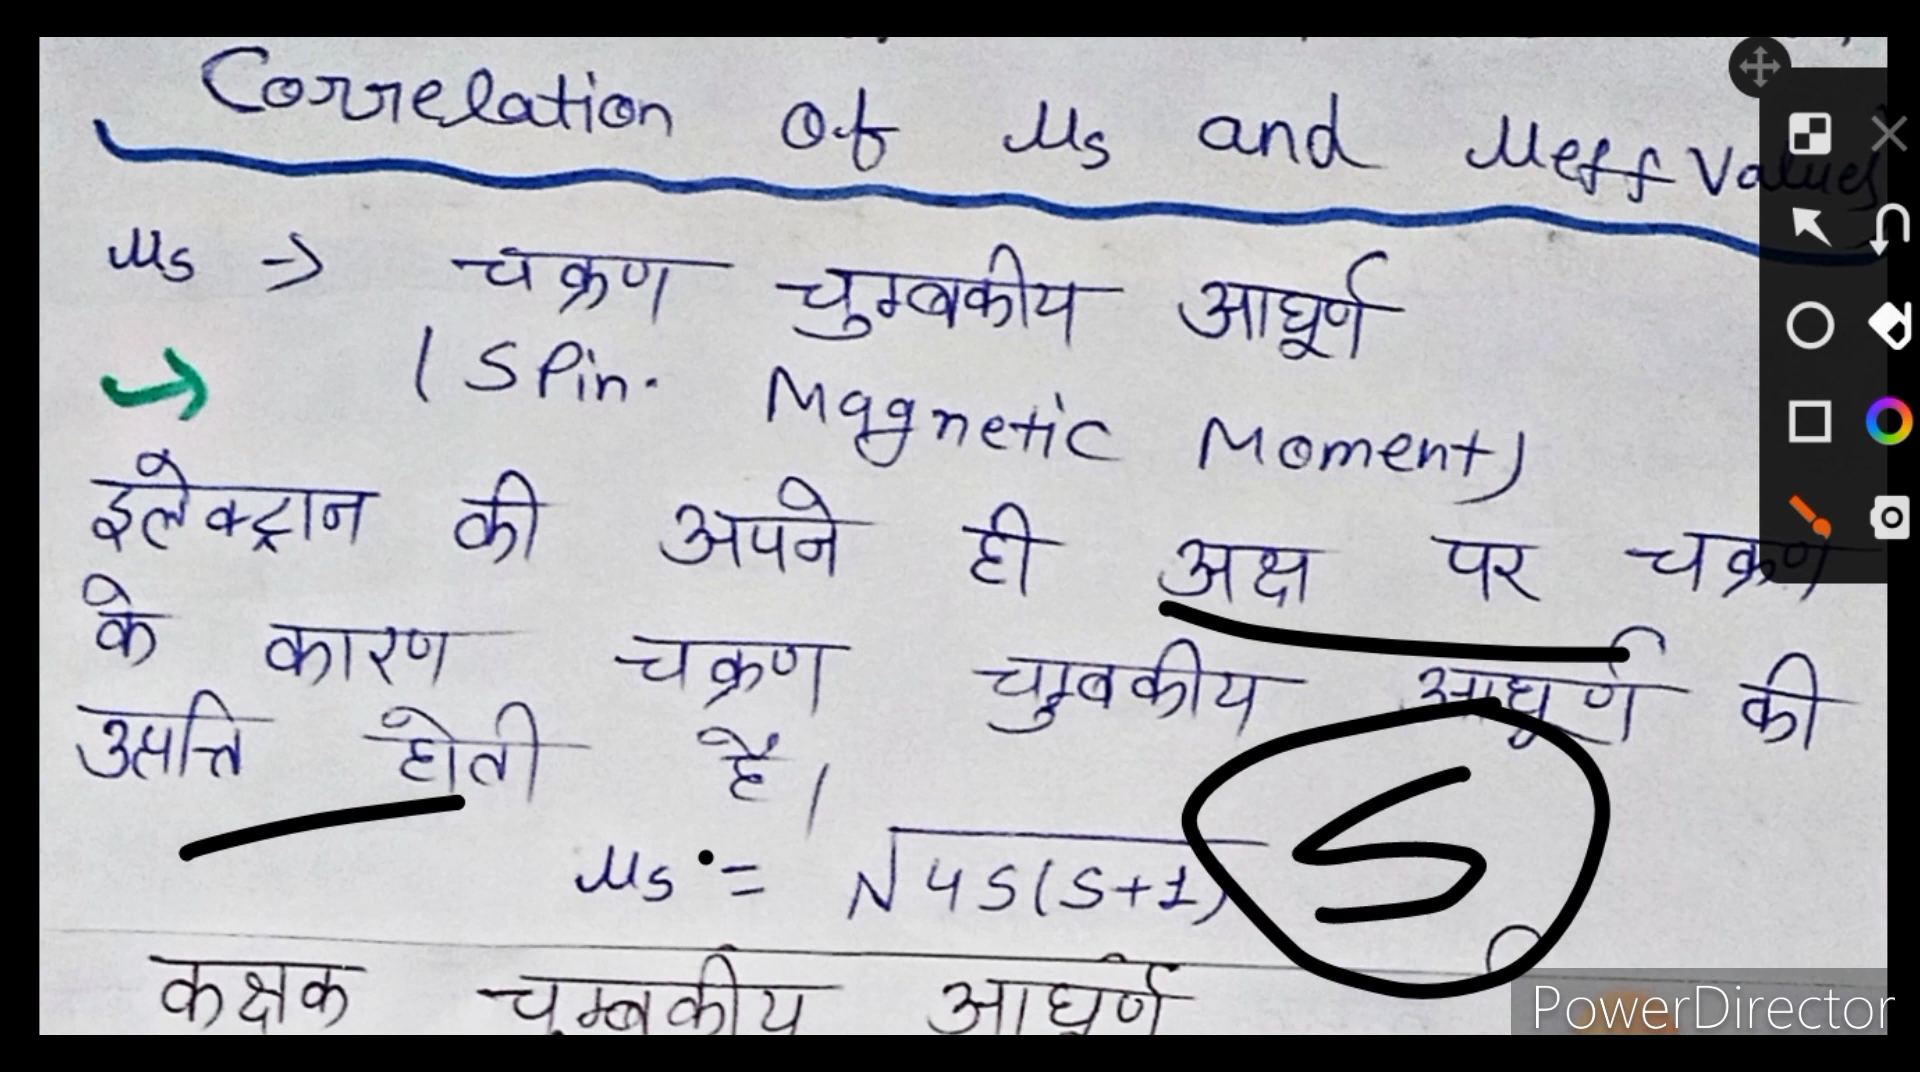 Correlation of μs and μeff Values
μs -> चक्रण चुम्बकीय आघूर्ण
(Spin. Magnetic Moment)
इलेक्ट्रान की अपने ही अक्ष पर चक्रण
के कारण चक्रण चुम्बकीय आघूर्ण की
उत्पत्ति होती है।
μs = √4S(S+1)
S
कक्षक चुम्बकीय आघूर्ण
PowerDirector